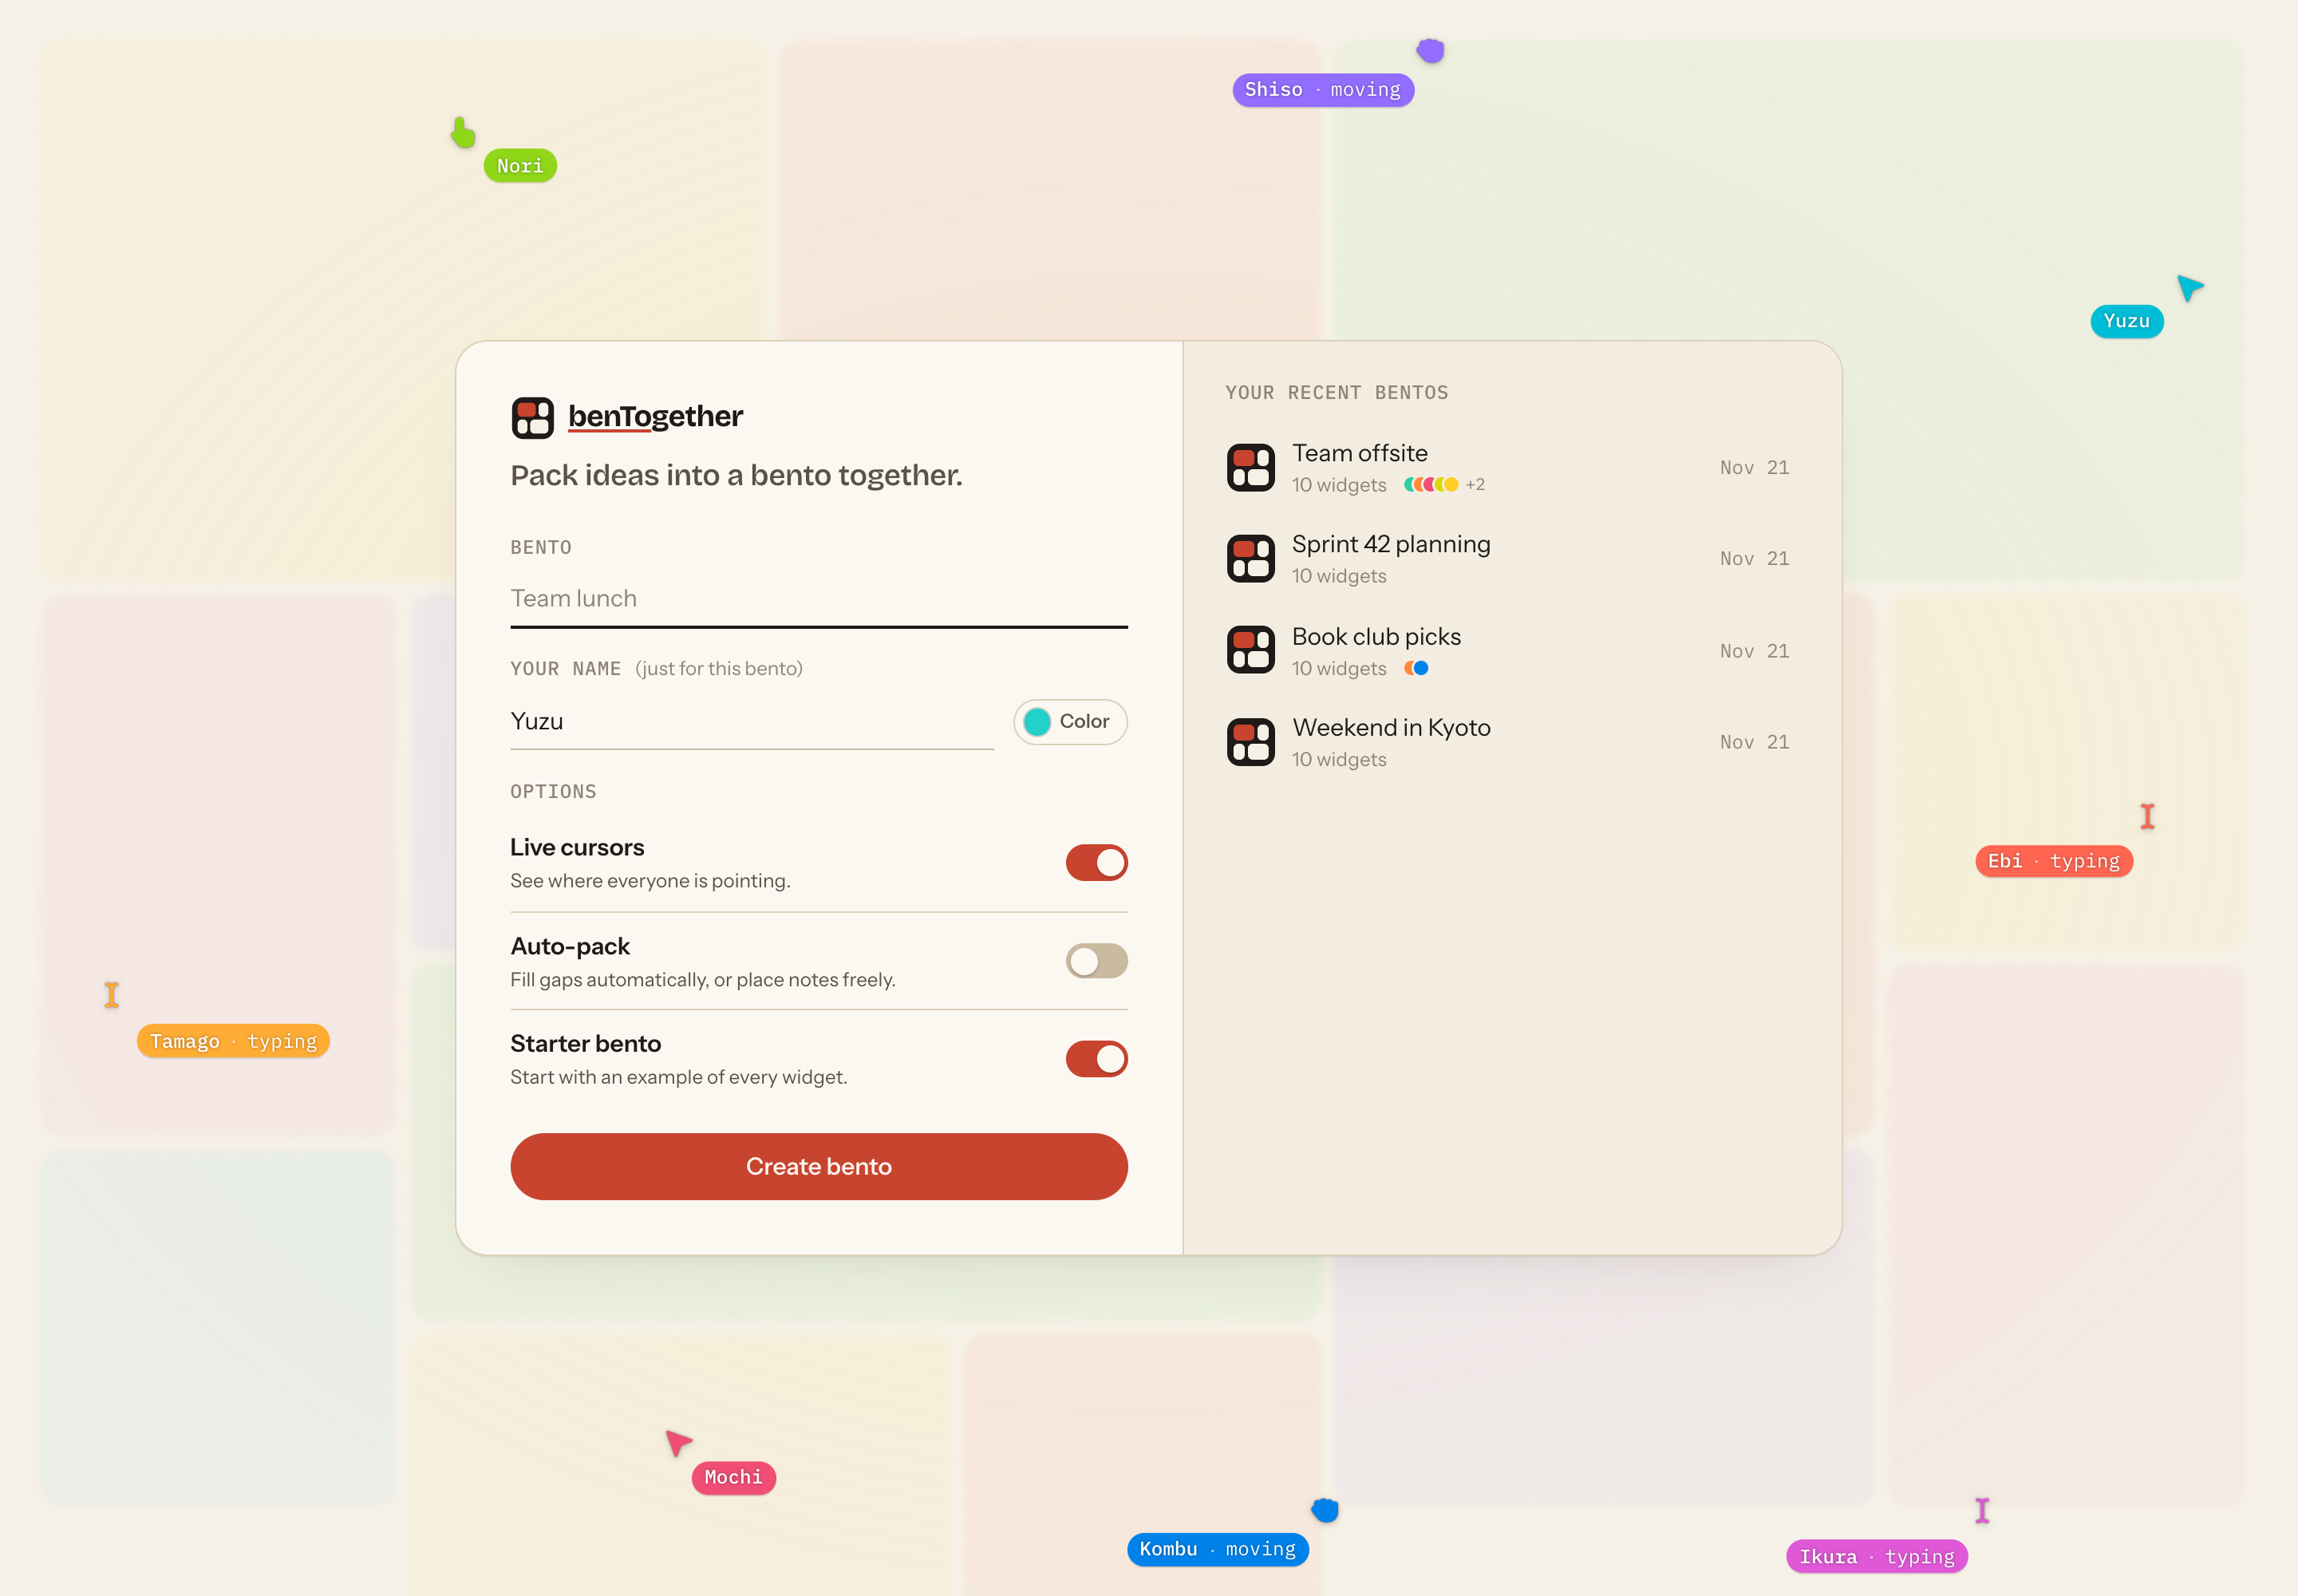 Shiso · moving
Nori
Yuzu
benTogether
Pack ideas into a bento together.
BENTO
Team lunch
YOUR NAME (just for this bento)
Yuzu
Color
OPTIONS
Live cursors
See where everyone is pointing.
Auto-pack
Fill gaps automatically, or place notes freely.
Starter bento
Start with an example of every widget.
Create bento
YOUR RECENT BENTOS
Team offsite
Nov 21
10 widgets +2
Sprint 42 planning
Nov 21
10 widgets
Book club picks
Nov 21
10 widgets
Weekend in Kyoto
Nov 21
10 widgets
Ebi · typing
Tamago · typing
Mochi
Kombu · moving
Ikura · typing